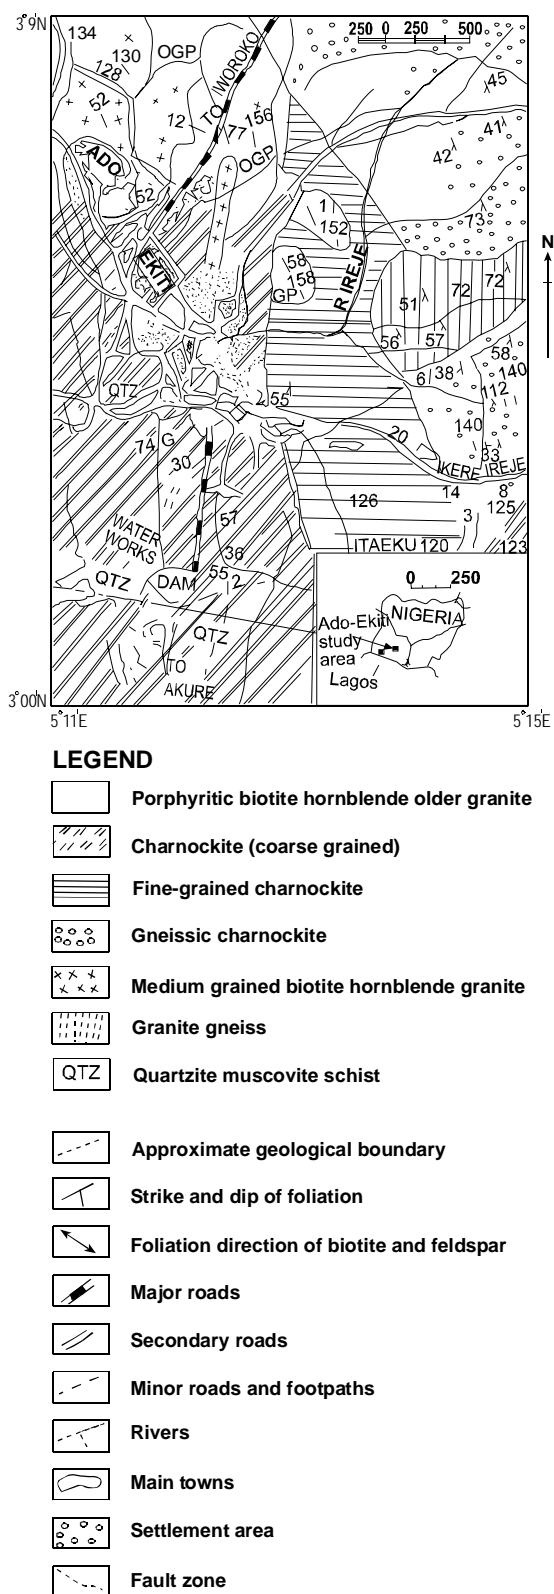 3°9N
134
130
128
OGP
TO IWOROKO
250 0 250 500
45
52
12
77
156
OGP
41
42
ADO
52
1
152
73
EKITI
58
158
GP
R IREJE
N
51
72
72
56
57
58
6
38
140
112
QTZ
55
140
74
G
30
20
33
IKERE IREJE
126
14
8°
125
3
57
WATER
WORKS
36
ITAEKU 120
123
QTZ
DAM
55
2
0 250
NIGERIA
Ado-Ekiti
study
area
Lagos
QTZ
TO
AKURE
3°00N
5°11E
5°15E
LEGEND
Porphyritic biotite hornblende older granite
Charnockite (coarse grained)
Fine-grained charnockite
Gneissic charnockite
Medium grained biotite hornblende granite
Granite gneiss
QTZ Quartzite muscovite schist
Approximate geological boundary
Strike and dip of foliation
Foliation direction of biotite and feldspar
Major roads
Secondary roads
Minor roads and footpaths
Rivers
Main towns
Settlement area
Fault zone